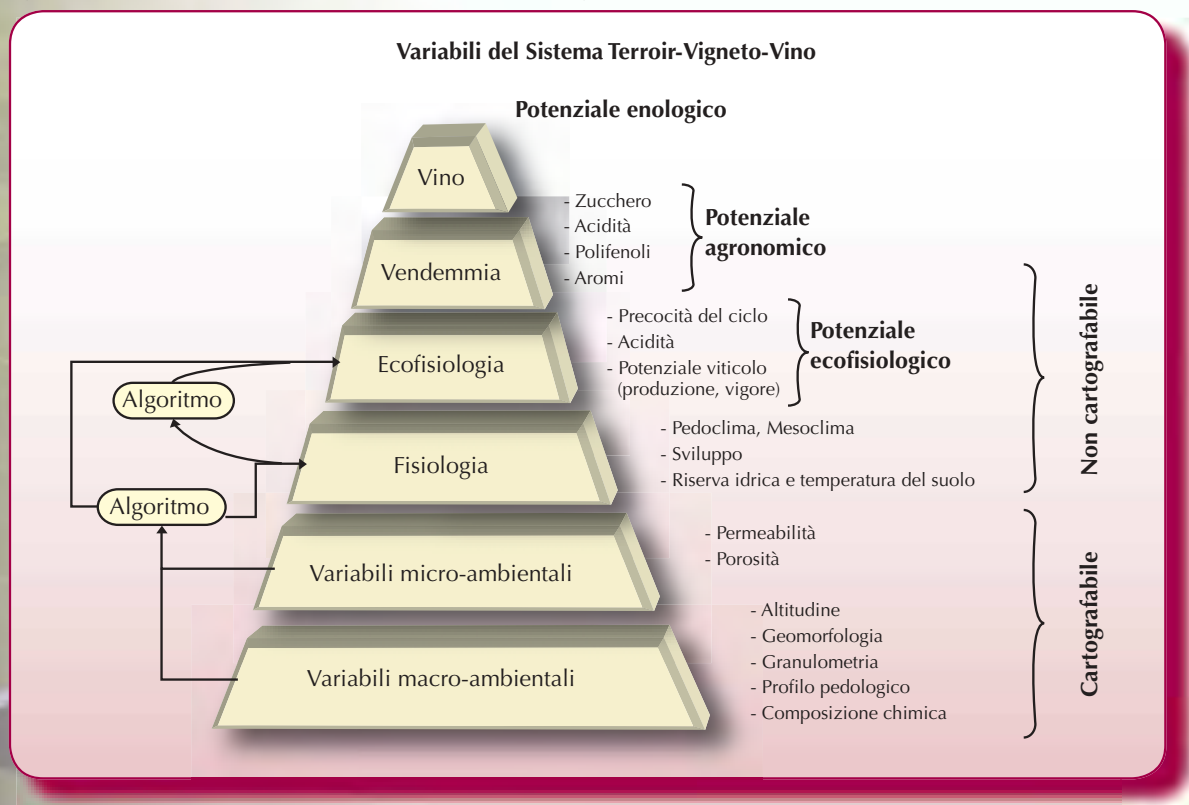 Variabili del Sistema Terroir-Vigneto-Vino
Potenziale enologico
Vino
- Zucchero
- Acidità
- Polifenoli
- Aromi
Potenziale
agronomico
Vendemmia
- Precocità del ciclo
- Acidità
- Potenziale viticolo
(produzione, vigore)
Potenziale
ecofisiologico
Ecofisiologia
Algoritmo
- Pedoclima, Mesoclima
- Sviluppo
- Riserva idrica e temperatura del suolo
Non cartografabile
Fisiologia
Algoritmo
- Permeabilità
- Porosità
Variabili micro-ambientali
- Altitudine
- Geomorfologia
- Granulometria
- Profilo pedologico
- Composizione chimica
Cartografabile
Variabili macro-ambientali